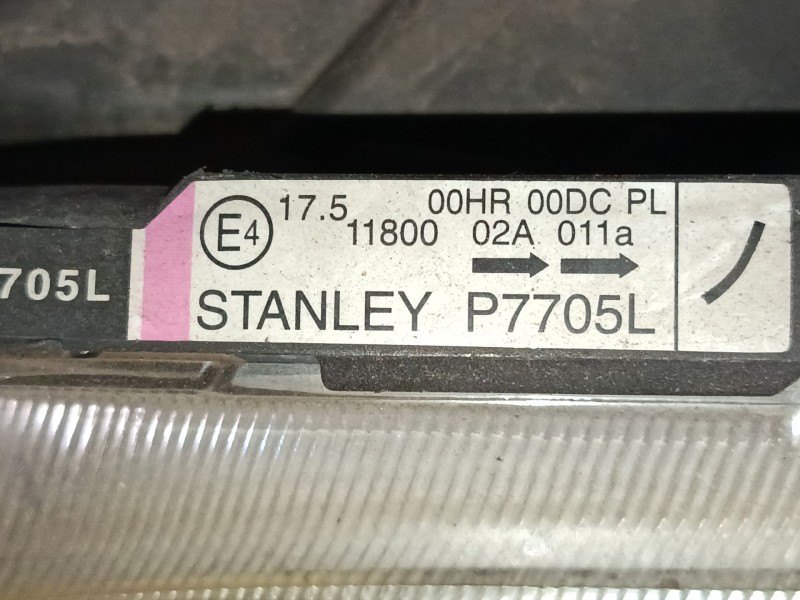 E4 17.5 00HR 00DC PL
11800 02A 011a
STANLEY P7705L
705L